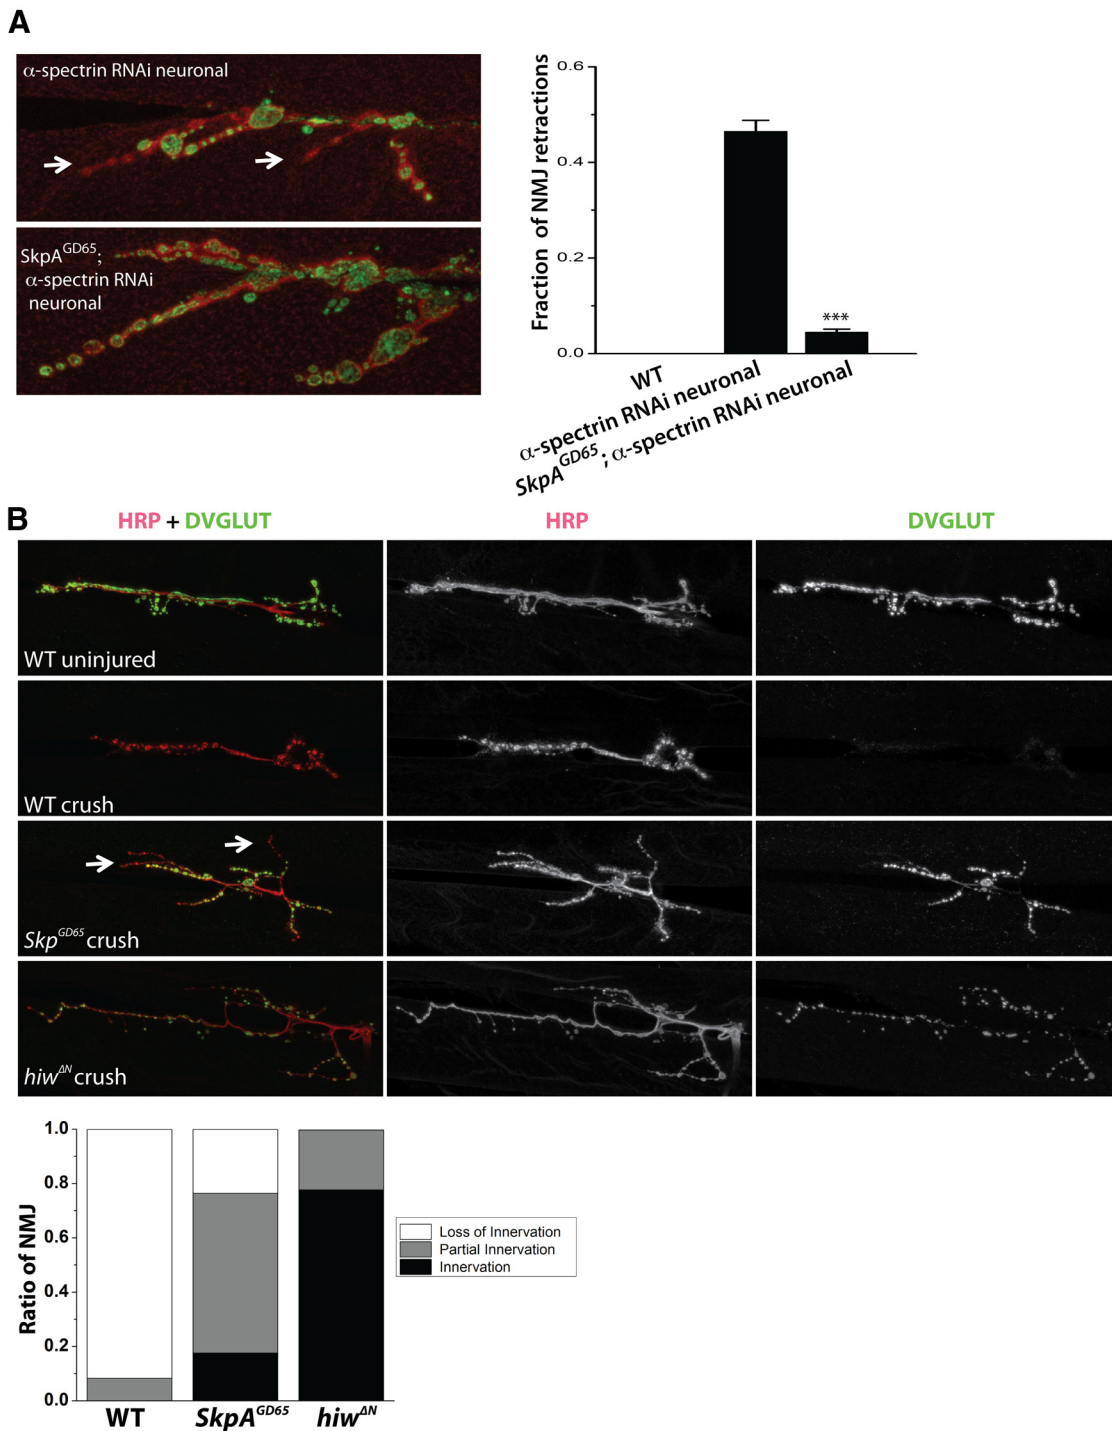 A
α-spectrin RNAi neuronal
SkpA^GD65;
α-spectrin RNAi
neuronal
Fraction of NMJ retractions
0.6
0.4
0.2
0.0
***
WT
α-spectrin RNAi neuronal
SkpA^GD65; α-spectrin RNAi neuronal
B
HRP + DVGLUT
HRP
DVGLUT
WT uninjured
WT crush
Skp^GD65 crush
hiw^ΔN crush
Ratio of NMJ
1.0
0.8
0.6
0.4
0.2
0.0
WT
SkpA^GD65
hiw^ΔN
Loss of Innervation
Partial Innervation
Innervation